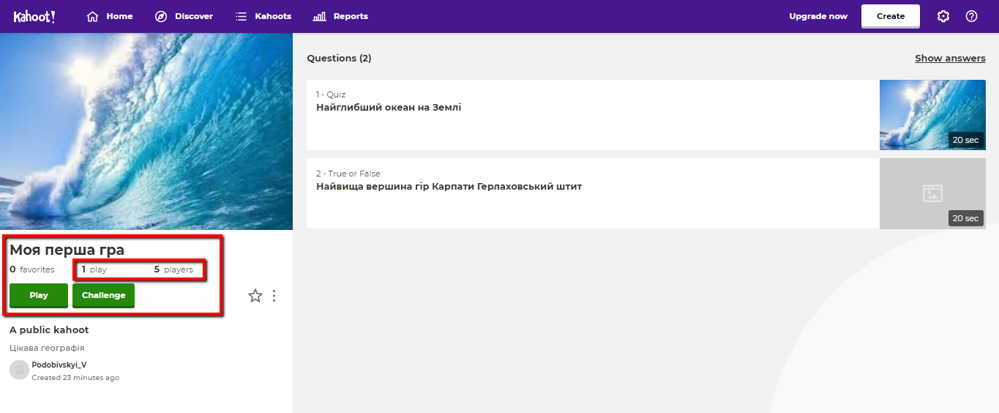 Kahoot!
Home
Discover
Kahoots
Reports
Upgrade now
Create
Моя перша гра
0 favorites
1 play
5 players
Play
Challenge
A public kahoot
Цікава географія
Podobivskyi_V
Created 23 minutes ago
Questions (2)
Show answers
1 - Quiz
Найглибший океан на Землі
20 sec
2 - True or False
Найвища вершина гір Карпати Герлаховський штит
20 sec